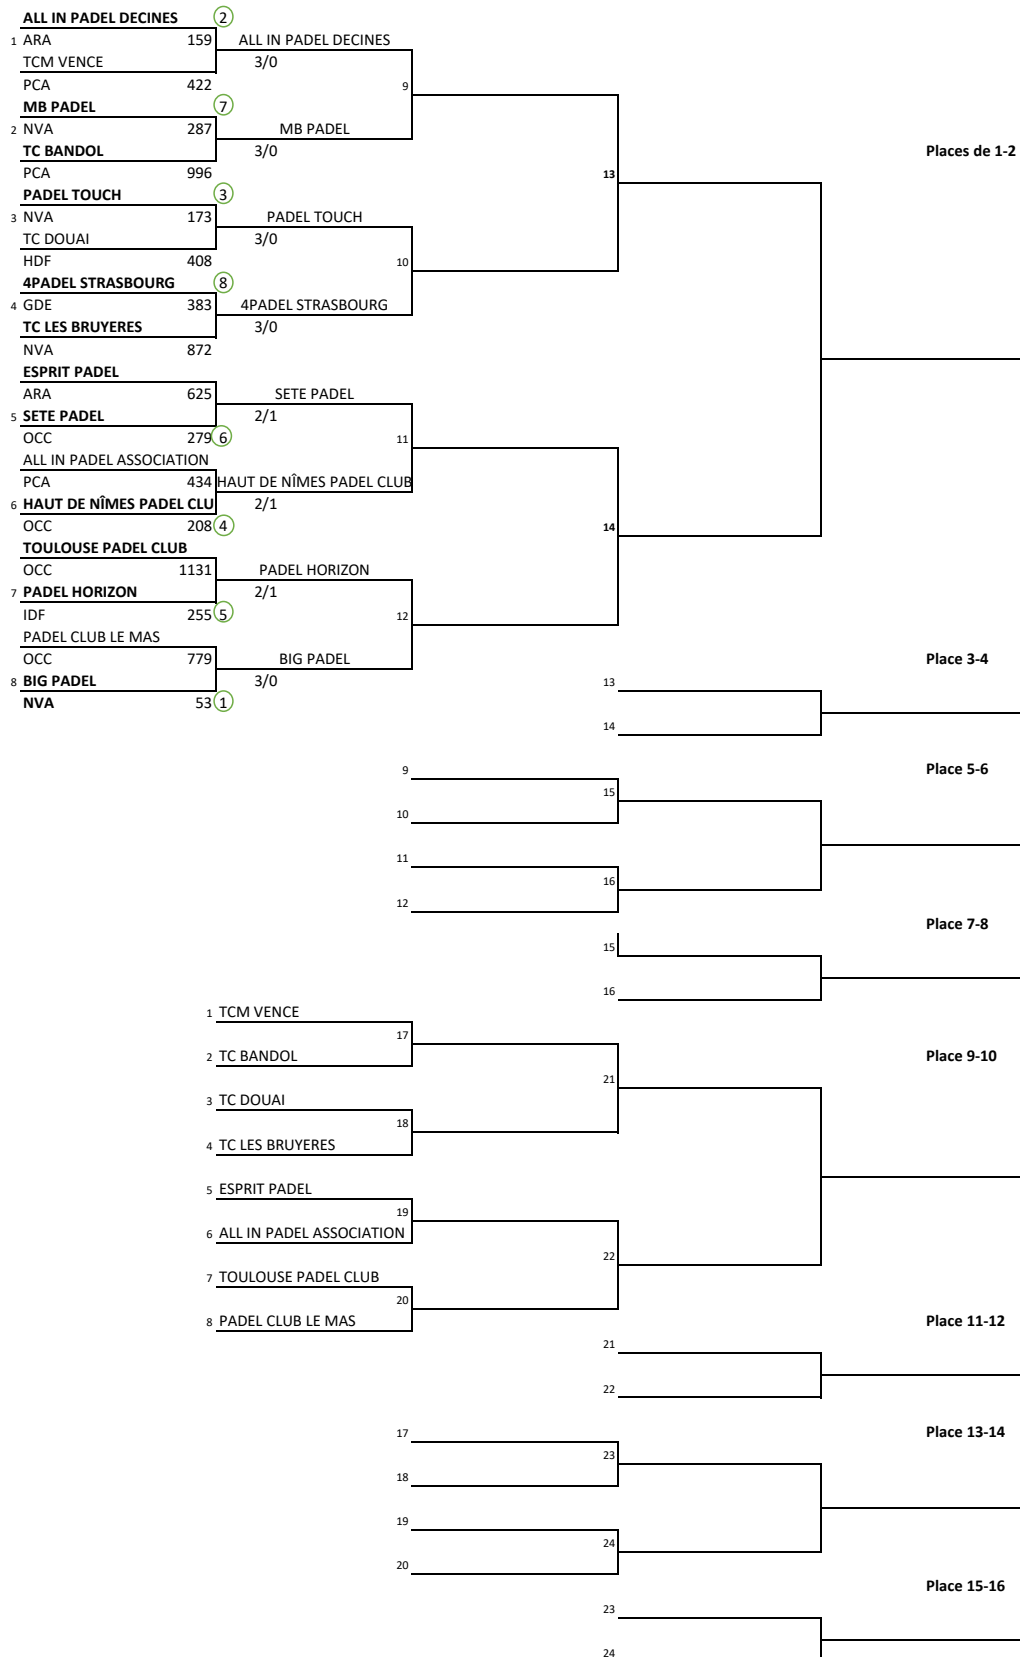 ALL IN PADEL DECINES 2
1 ARA 159 ALL IN PADEL DECINES
TCM VENCE 3/0
PCA 422 9
MB PADEL 7
2 NVA 287 MB PADEL
TC BANDOL 3/0 Places de 1-2
PCA 996 13
PADEL TOUCH 3
3 NVA 173 PADEL TOUCH
TC DOUAI 3/0
HDF 408 10
4PADEL STRASBOURG 8
4 GDE 383 4PADEL STRASBOURG
TC LES BRUYERES 3/0
NVA 872
ESPRIT PADEL
ARA 625 SETE PADEL
5 SETE PADEL 2/1
OCC 279 6 11
ALL IN PADEL ASSOCIATION
PCA 434 HAUT DE NÎMES PADEL CLUB
6 HAUT DE NÎMES PADEL CLU 2/1
OCC 208 4 14
TOULOUSE PADEL CLUB
OCC 1131 PADEL HORIZON
7 PADEL HORIZON 2/1
IDF 255 5 12
PADEL CLUB LE MAS
OCC 779 BIG PADEL Place 3-4
8 BIG PADEL 3/0 13
NVA 53 1
14
9 Place 5-6
15
10
11
16
12
Place 7-8
15
16
1 TCM VENCE
17
2 TC BANDOL Place 9-10
21
3 TC DOUAI
18
4 TC LES BRUYERES
5 ESPRIT PADEL
19
6 ALL IN PADEL ASSOCIATION
22
7 TOULOUSE PADEL CLUB
20
8 PADEL CLUB LE MAS Place 11-12
21
22
17 Place 13-14
23
18
19
24
20
Place 15-16
23
24